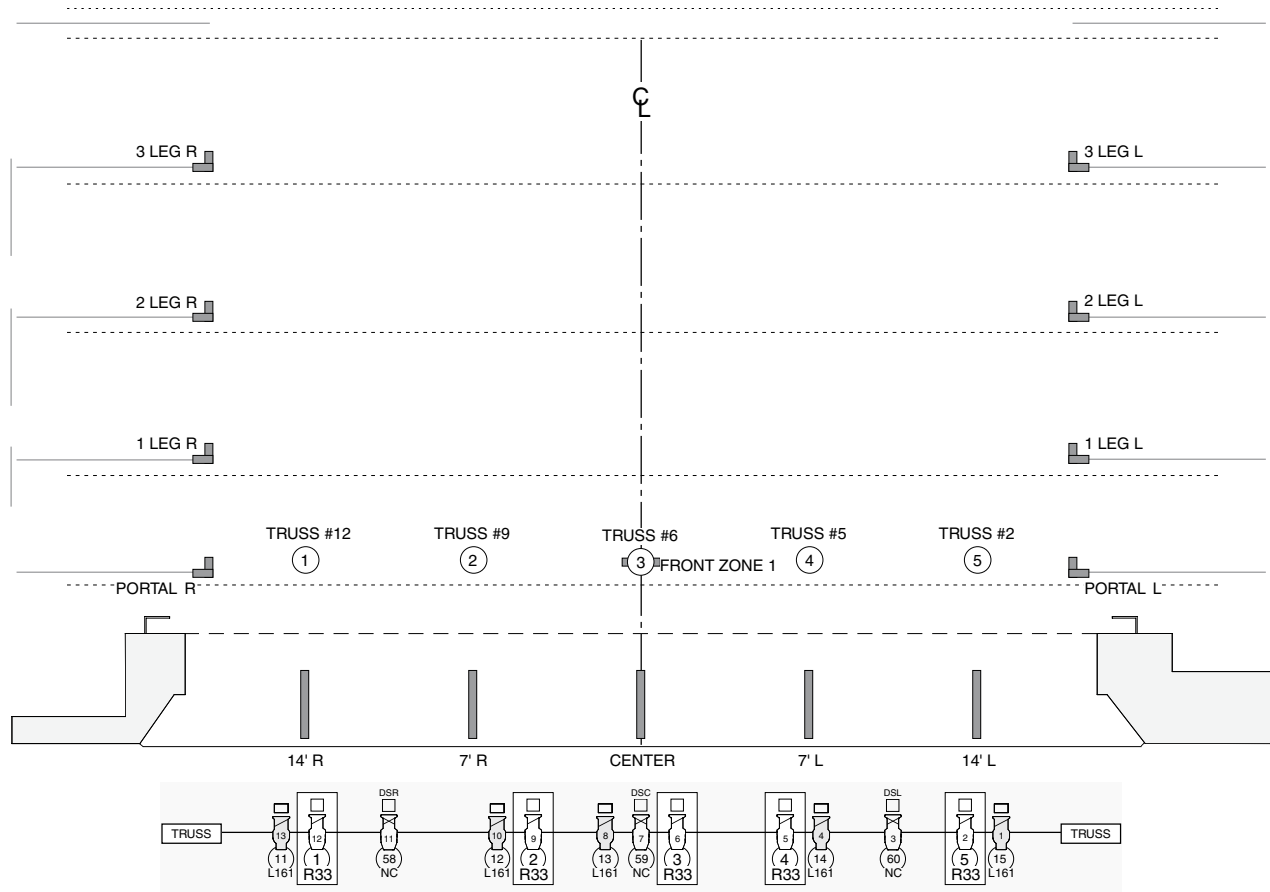 CL
3 LEG R
3 LEG L
2 LEG R
2 LEG L
1 LEG R
1 LEG L
TRUSS #12
TRUSS #9
TRUSS #6
TRUSS #5
TRUSS #2
1
2
3
FRONT ZONE 1
4
5
PORTAL R
PORTAL L
14' R
7' R
CENTER
7' L
14' L
DSR
DSC
DSL
TRUSS
13
12
11
10
9
8
7
6
5
4
3
2
1
TRUSS
11
1
58
12
2
13
59
3
4
14
60
5
15
L161
R33
NC
L161
R33
L161
NC
R33
R33
L161
NC
R33
L161